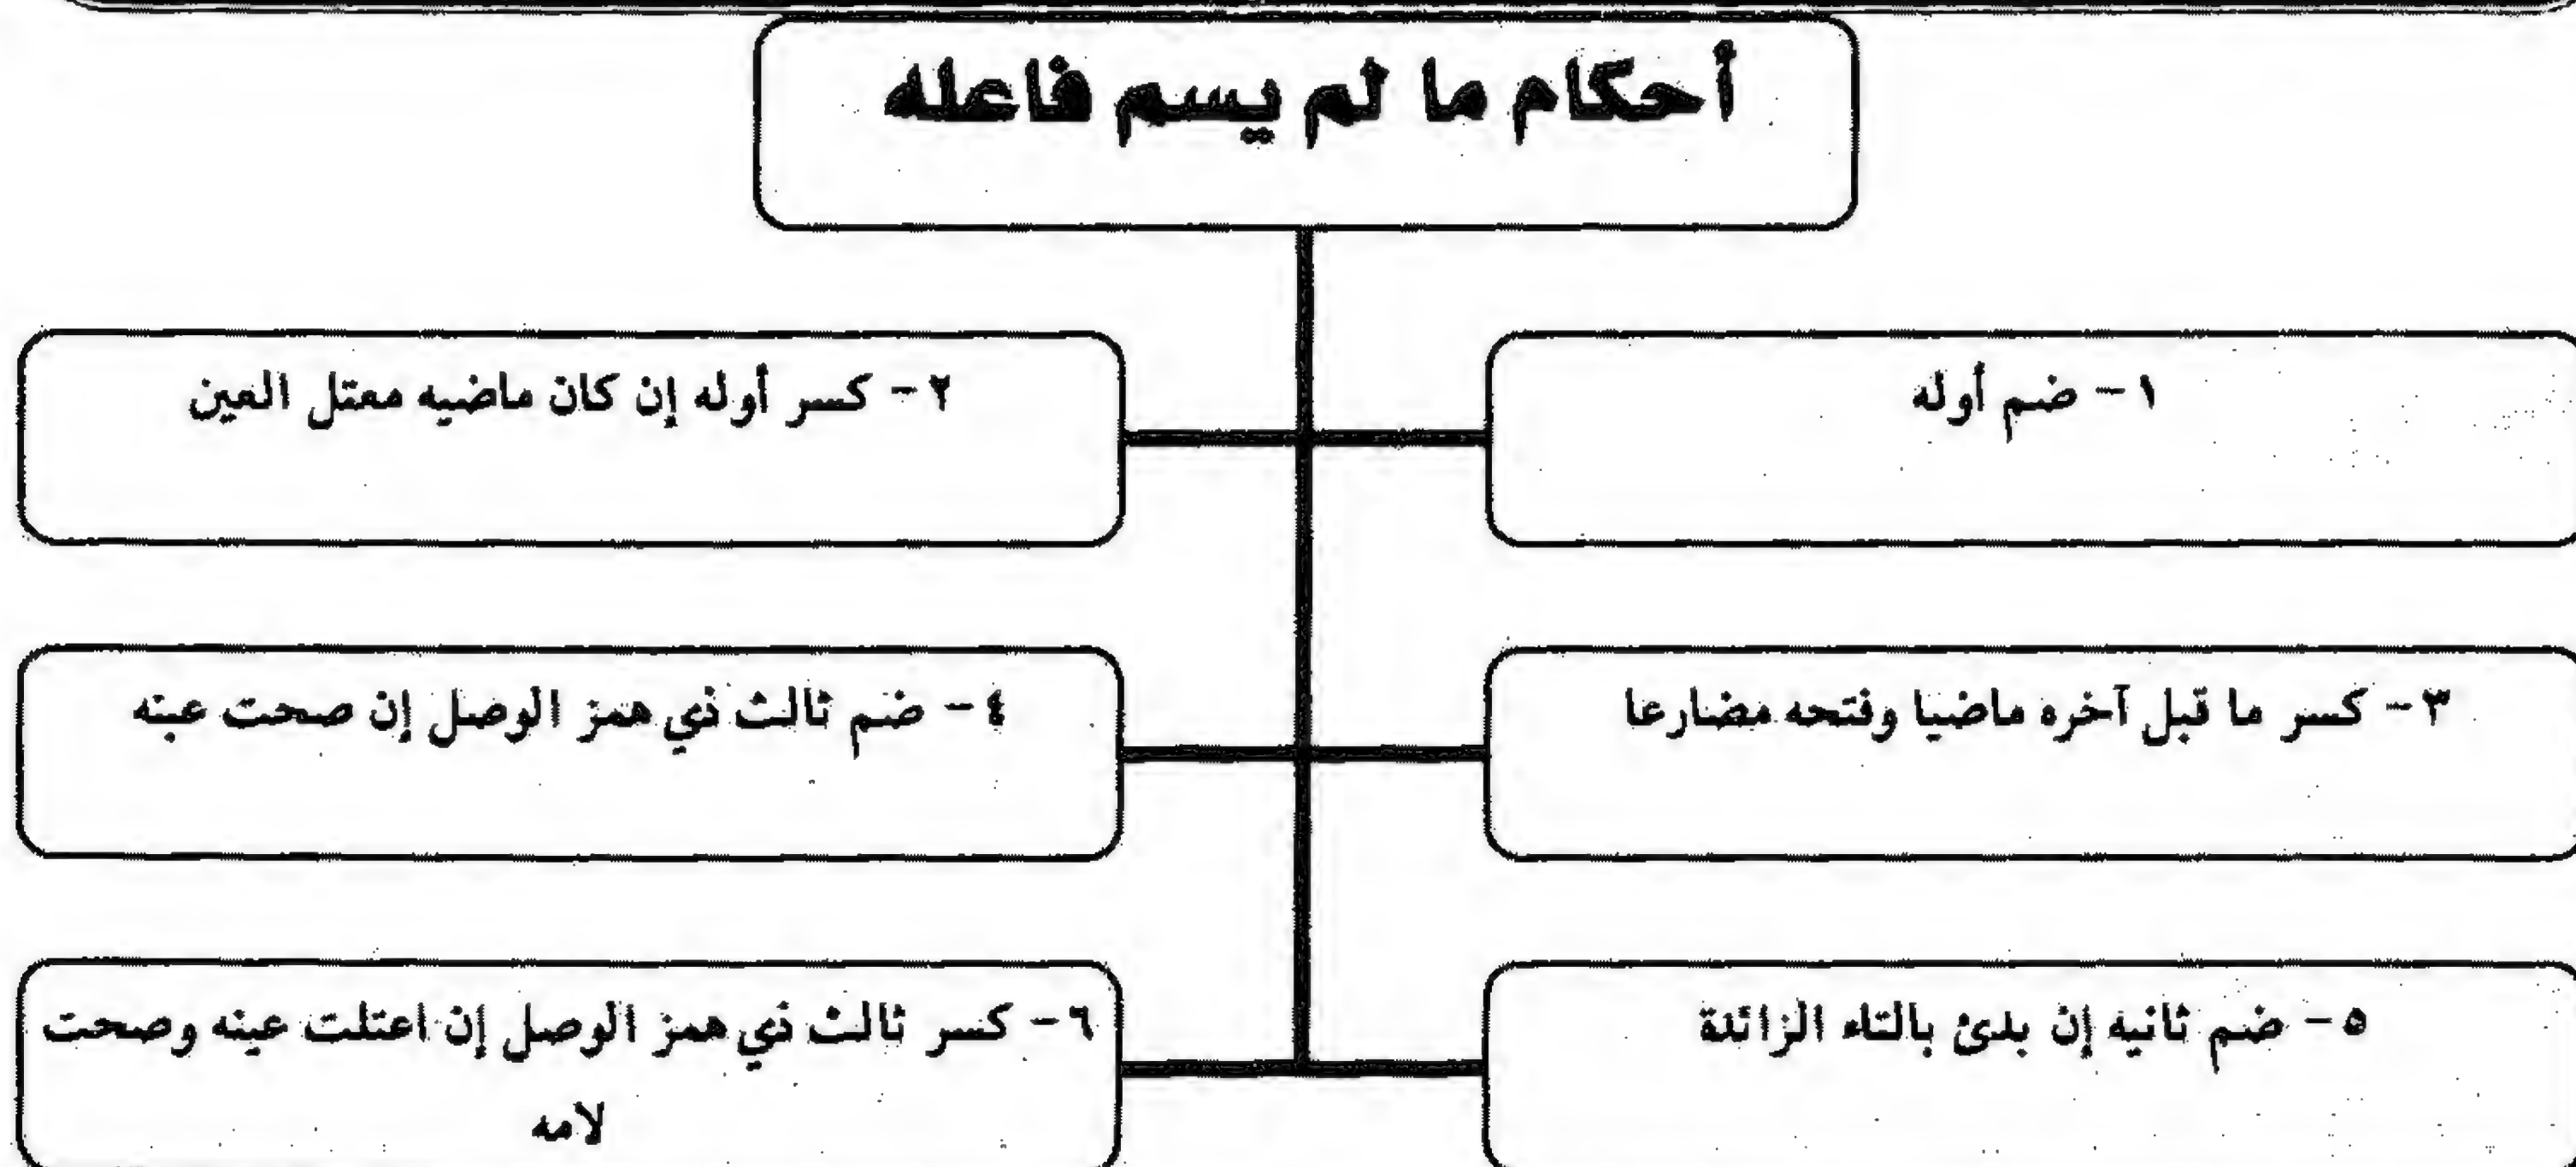 أحكام ما لم يسم فاعله
١ - ضم أوله
٢ - كسر أوله إن كان ماضيه معتل العين
٣ - كسر ما قبل آخره ماضيا وفتحه مضارعا
٤ - ضم ثالث ذي همز الوصل إن صحت عينه
٥ - ضم ثانيه إن بدئ بالتاء الزائدة
٦ - كسر ثالث ذي همز الوصل إن اعتلت عينه وصحت
لامه